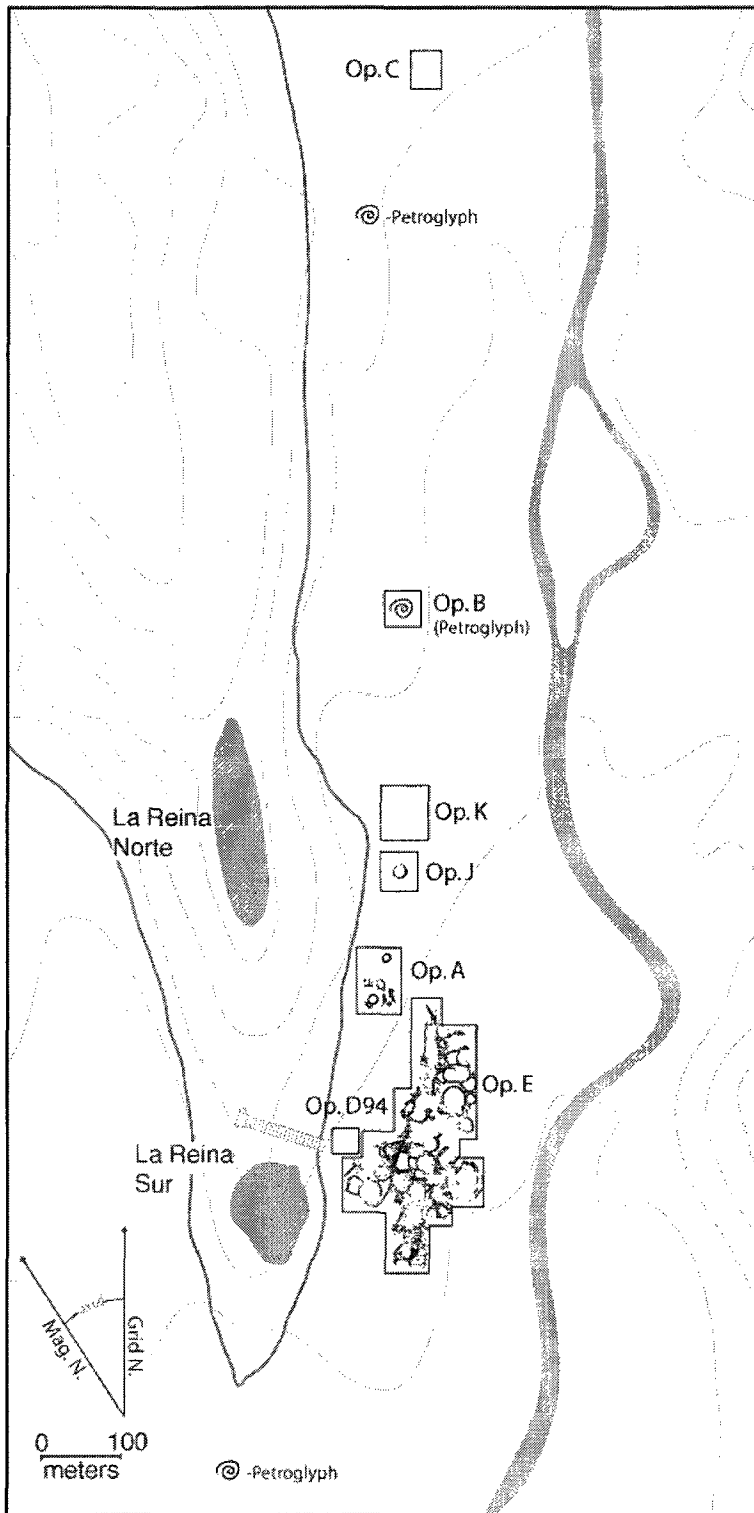 Op. C
-Petroglyph
Op. B
(Petroglyph)
La Reina
Norte
Op. K
Op. J
Op. A
Op. E
Op. D94
La Reina
Sur
Mag. N.
Grid N.
0 100
meters
-Petroglyph